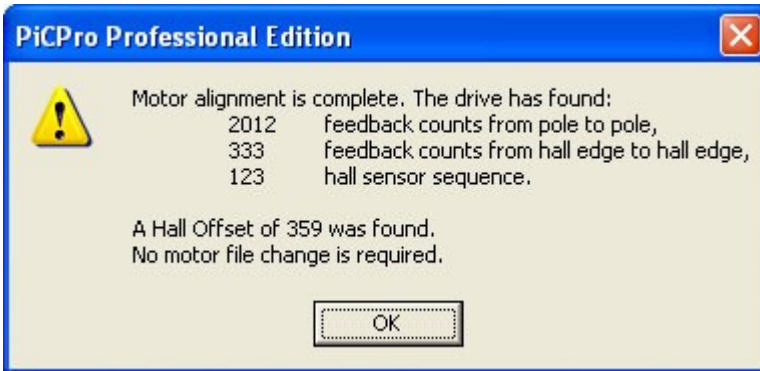 PiCPro Professional Edition
Motor alignment is complete. The drive has found:
2012 feedback counts from pole to pole,
333 feedback counts from hall edge to hall edge,
123 hall sensor sequence.
A Hall Offset of 359 was found.
No motor file change is required.
OK